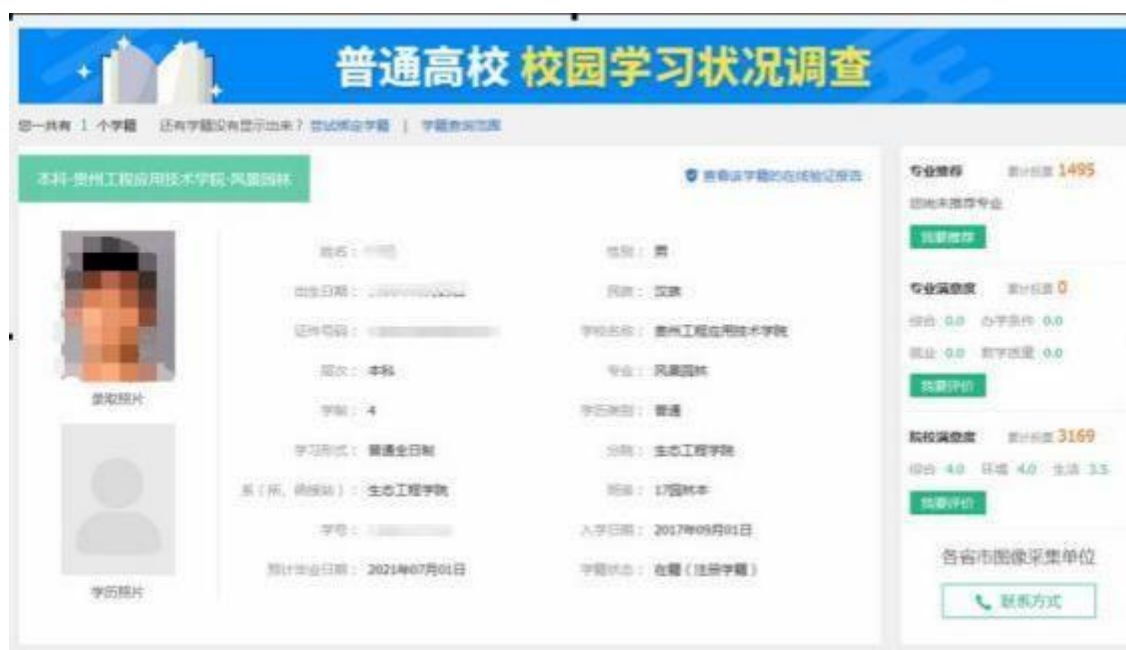 普通高校 校园学习状况调查
您一共有 1 个学籍 还有学籍没有显示出来？尝试绑定学籍 | 学籍查询范围
本科-贵州工程应用技术学院-风景园林
查看该学籍的在线验证报告
录取照片
学历照片
姓名：
性别：男
出生日期：
民族：汉族
证件号码：
学校名称：贵州工程应用技术学院
层次：本科
专业：风景园林
学制：4
学历类别：普通
学习形式：普通全日制
分院：生态工程学院
系（所、函授站）：生态工程学院
班级：17园林本
学号：
入学日期：2017年09月01日
预计毕业日期：2021年07月01日
学籍状态：在籍（注册学籍）
专业推荐 累计投票 1495
您尚未推荐专业
我要推荐
专业满意度 累计投票 0
综合 0.0 办学条件 0.0
就业 0.0 教学质量 0.0
我要评价
院校满意度 累计投票 3169
综合 4.0 环境 4.0 生活 3.5
我要评价
各省市图像采集单位
联系方式